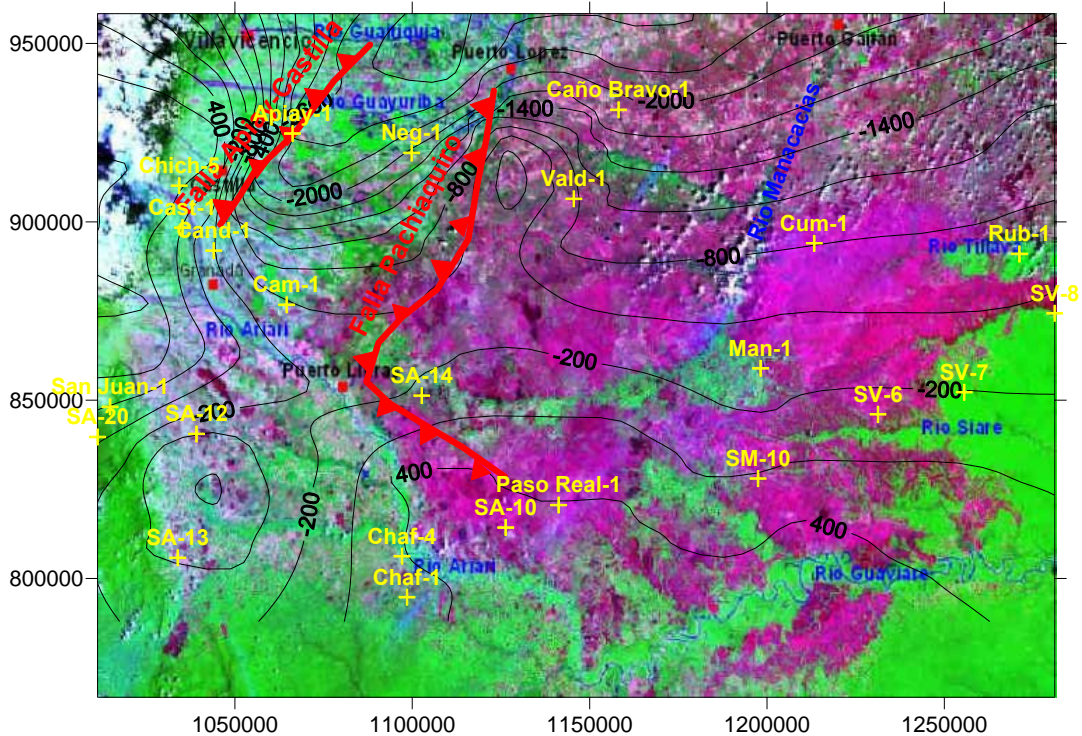 950000
900000
850000
800000
1050000
1100000
1150000
1200000
1250000
Villavicencio
Rio Guatiquia
Puerto Lopez
Puerto Gaitan
Falla Apiay-Castilla
400
Rio Guayuriba
Apiay-1
Neg-1
-1400
Caño Bravo-1
-2000
-1400
Chich-5
-2000
-800
Vald-1
Rio Manacacias
Cast-1
Cand-1
Falla Pachiaquiro
Cum-1
-800
Rub-1
Granada
Cam-1
SV-8
Rio Ariari
-200
Man-1
Puerto Llera
SA-14
SV-7
-200
San Juan-1
SA-20
SA-12
-200
SV-6
Rio Siare
400
SM-10
Paso Real-1
-200
SA-10
400
SA-13
Chaf-4
Rio Ariari
Chaf-1
Rio Guaviare